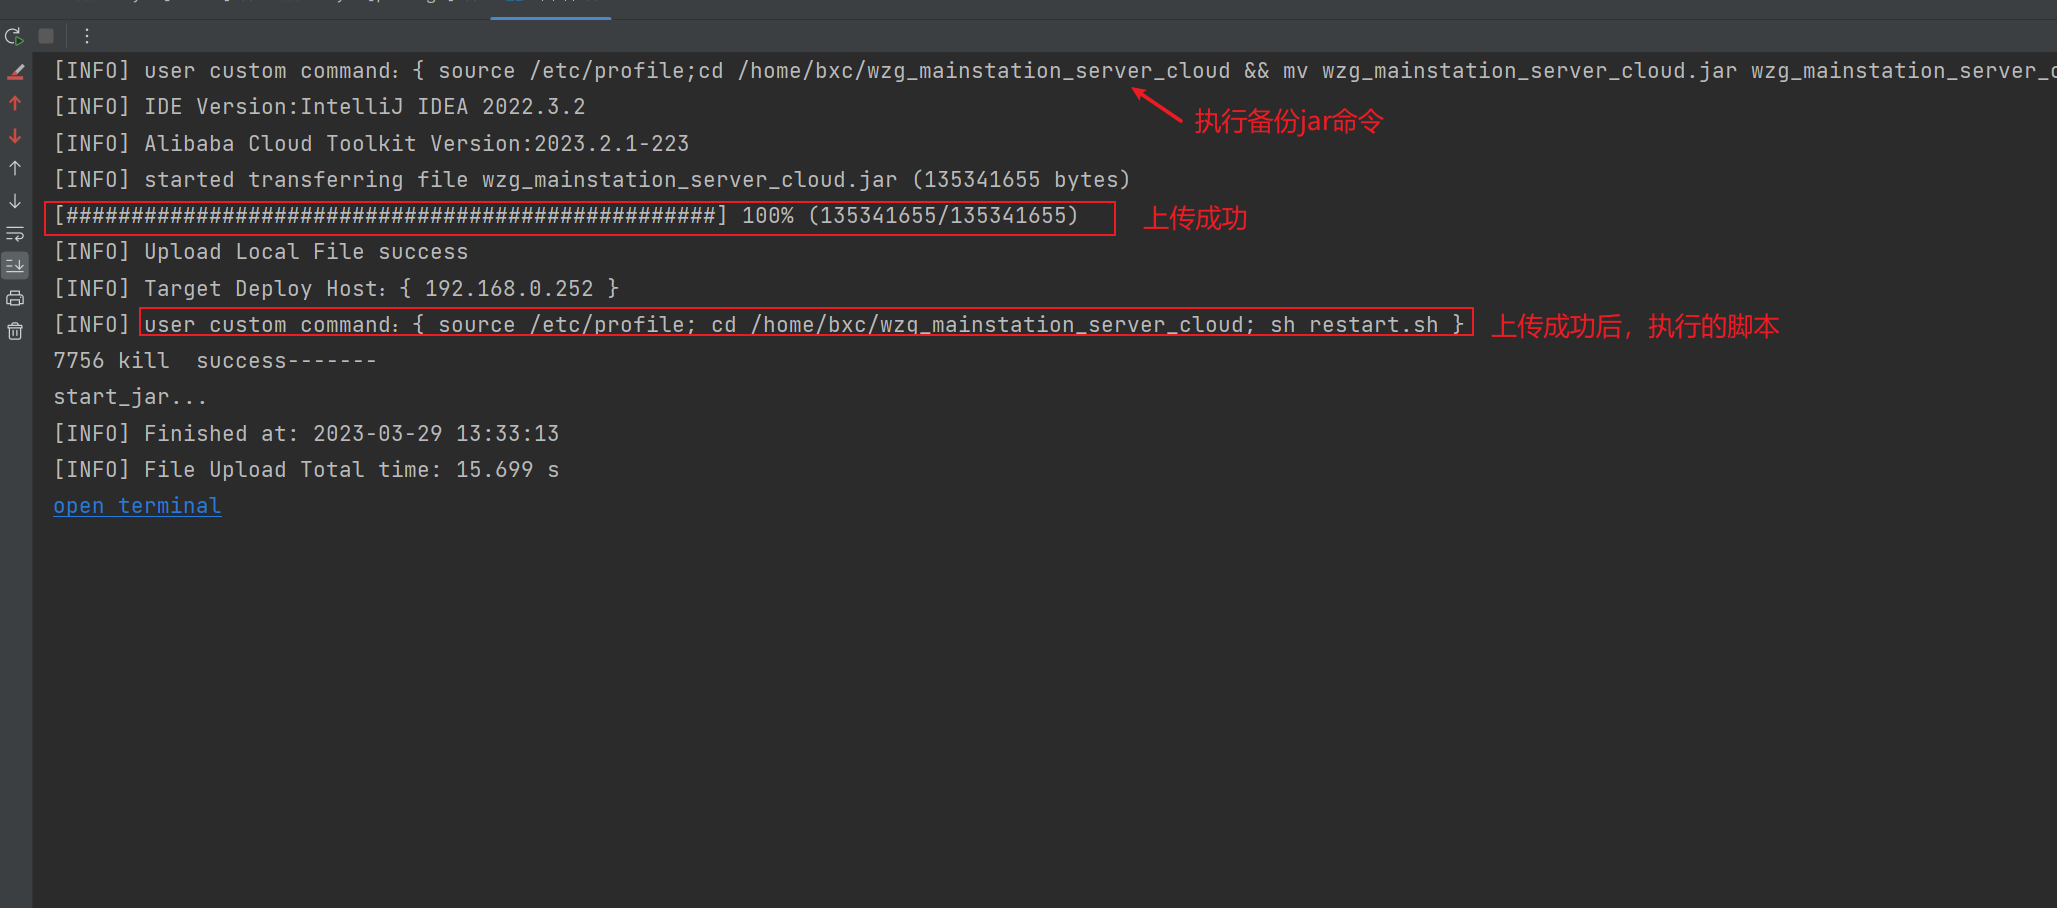 [INFO] user custom command：{ source /etc/profile;cd /home/bxc/wzg_mainstation_server_cloud && mv wzg_mainstation_server_cloud.jar wzg_mainstation_server_c
[INFO] IDE Version:IntelliJ IDEA 2022.3.2
执行备份jar命令
[INFO] Alibaba Cloud Toolkit Version:2023.2.1-223
[INFO] started transferring file wzg_mainstation_server_cloud.jar (135341655 bytes)
[##################################################] 100% (135341655/135341655)
上传成功
[INFO] Upload Local File success
[INFO] Target Deploy Host：{ 192.168.0.252 }
[INFO] user custom command：{ source /etc/profile; cd /home/bxc/wzg_mainstation_server_cloud; sh restart.sh }
上传成功后，执行的脚本
7756 kill  success-------
start_jar...
[INFO] Finished at: 2023-03-29 13:33:13
[INFO] File Upload Total time: 15.699 s
open terminal